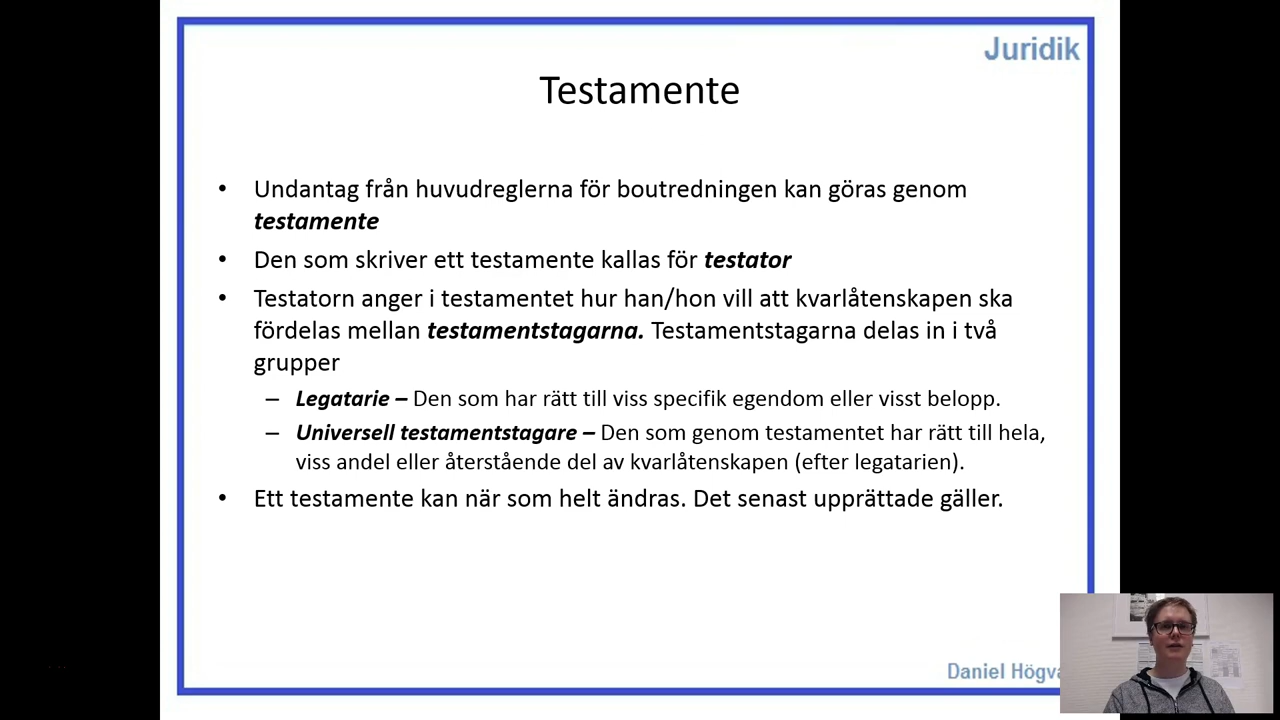 Juridik
Testamente
• Undantag från huvudreglerna för boutredningen kan göras genom
testamente
• Den som skriver ett testamente kallas för testator
• Testatorn anger i testamentet hur han/hon vill att kvarlåtenskapen ska
fördelas mellan testamentstagarna. Testamentstagarna delas in i två
grupper
– Legatarie – Den som har rätt till viss specifik egendom eller visst belopp.
– Universell testamentstagare – Den som genom testamentet har rätt till hela,
viss andel eller återstående del av kvarlåtenskapen (efter legatarien).
• Ett testamente kan när som helt ändras. Det senast upprättade gäller.
Daniel